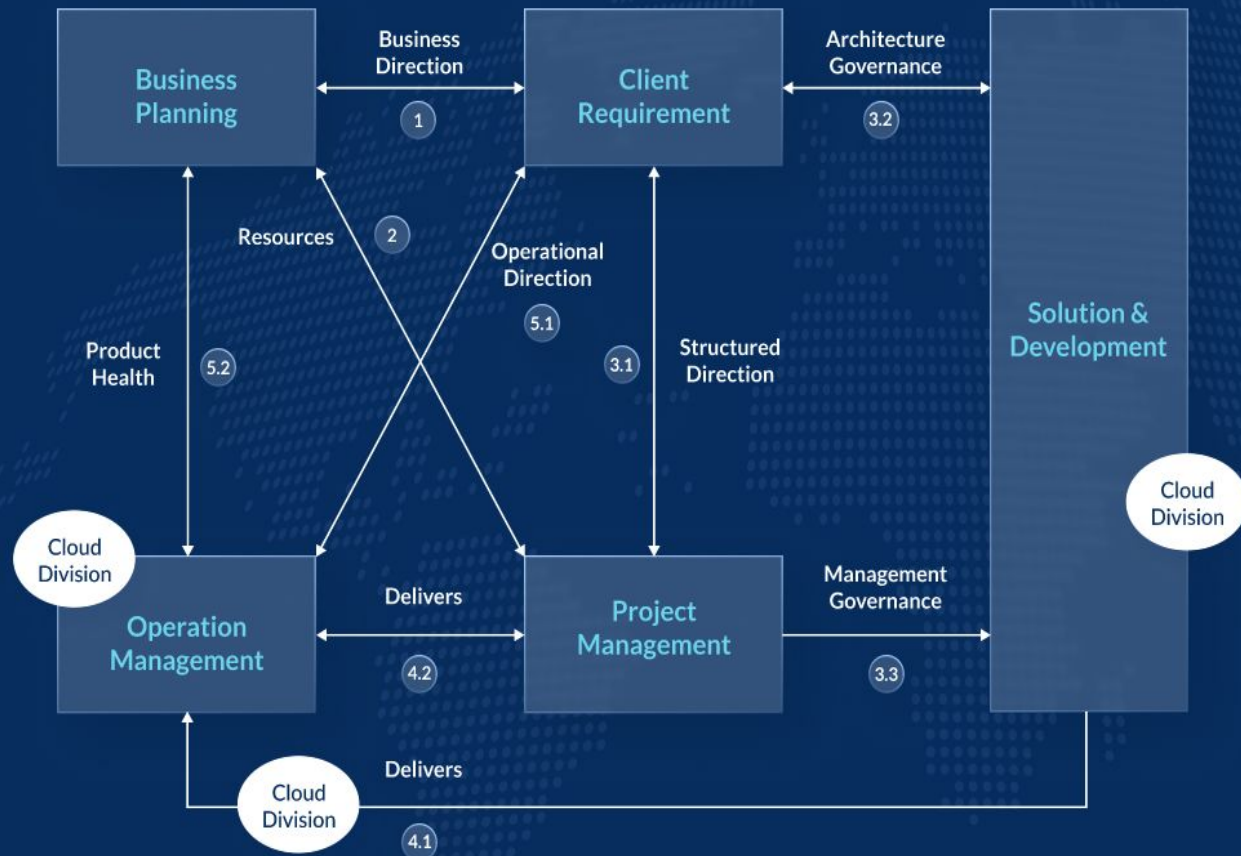 Business
Direction
Architecture
Governance
Business
Planning
Client
Requirement
1
3.2
Resources
2
Operational
Direction
5.1
Solution &
Development
Product
Health
5.2
3.1
Structured
Direction
Cloud
Division
Cloud
Division
Delivers
Management
Governance
Operation
Management
Project
Management
4.2
3.3
Delivers
Cloud
Division
4.1